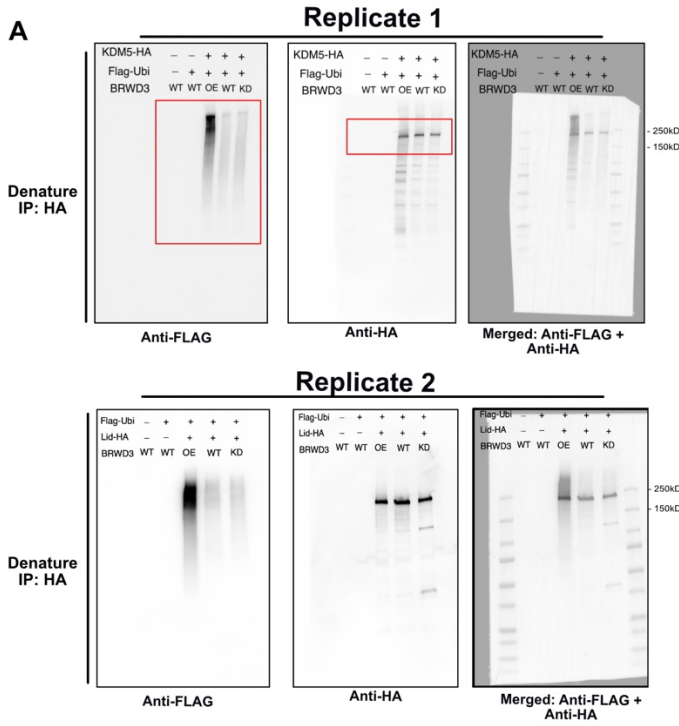 A
Replicate 1
KDM5-HA – – + + +
Flag-Ubi – + + + +
BRWD3 WT WT OE WT KD
KDM5-HA – – + + +
Flag-Ubi – + + + +
BRWD3 WT WT OE WT KD
KDM5-HA – – + + +
Flag-Ubi – + + + +
BRWD3 WT WT OE WT KD
- 250kD
- 150kD
Denature
IP: HA
Anti-FLAG
Anti-HA
Merged: Anti-FLAG +
Anti-HA
Replicate 2
Flag-Ubi – + + + +
Lid-HA – – + + +
BRWD3 WT WT OE WT KD
Flag-Ubi – + + + +
Lid-HA – – + + +
BRWD3 WT WT OE WT KD
Flag-Ubi – + + + +
Lid-HA – – + + +
BRWD3 WT WT OE WT KD
- 250kD
- 150kD
Denature
IP: HA
Anti-FLAG
Anti-HA
Merged: Anti-FLAG +
Anti-HA